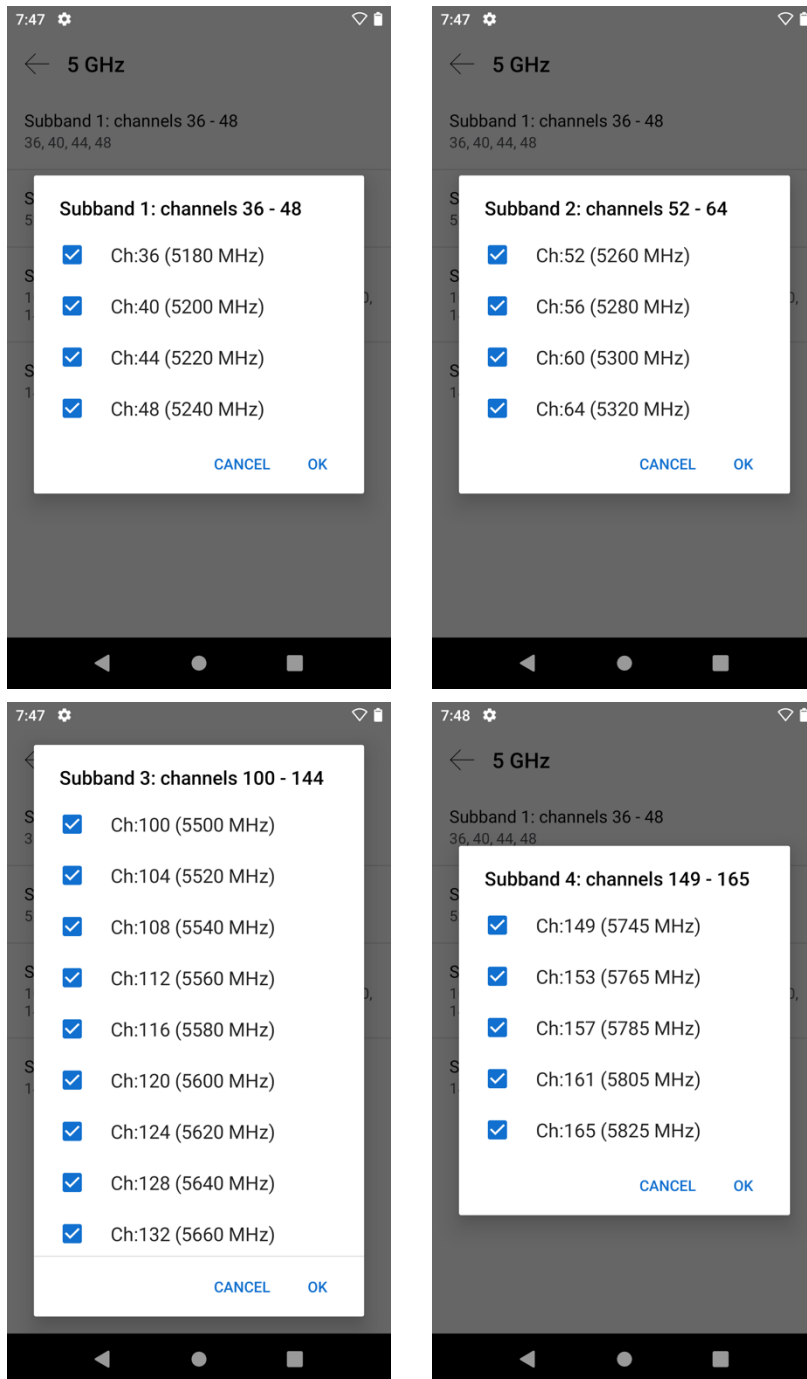 7:47
5 GHz
Subband 1: channels 36 - 48
36, 40, 44, 48
Subband 1: channels 36 - 48
Ch:36 (5180 MHz)
Ch:40 (5200 MHz)
Ch:44 (5220 MHz)
Ch:48 (5240 MHz)
CANCEL OK
7:47
5 GHz
Subband 1: channels 36 - 48
36, 40, 44, 48
Subband 2: channels 52 - 64
Ch:52 (5260 MHz)
Ch:56 (5280 MHz)
Ch:60 (5300 MHz)
Ch:64 (5320 MHz)
CANCEL OK
7:47
Subband 3: channels 100 - 144
Ch:100 (5500 MHz)
Ch:104 (5520 MHz)
Ch:108 (5540 MHz)
Ch:112 (5560 MHz)
Ch:116 (5580 MHz)
Ch:120 (5600 MHz)
Ch:124 (5620 MHz)
Ch:128 (5640 MHz)
Ch:132 (5660 MHz)
CANCEL OK
7:48
5 GHz
Subband 1: channels 36 - 48
36, 40, 44, 48
Subband 4: channels 149 - 165
Ch:149 (5745 MHz)
Ch:153 (5765 MHz)
Ch:157 (5785 MHz)
Ch:161 (5805 MHz)
Ch:165 (5825 MHz)
CANCEL OK